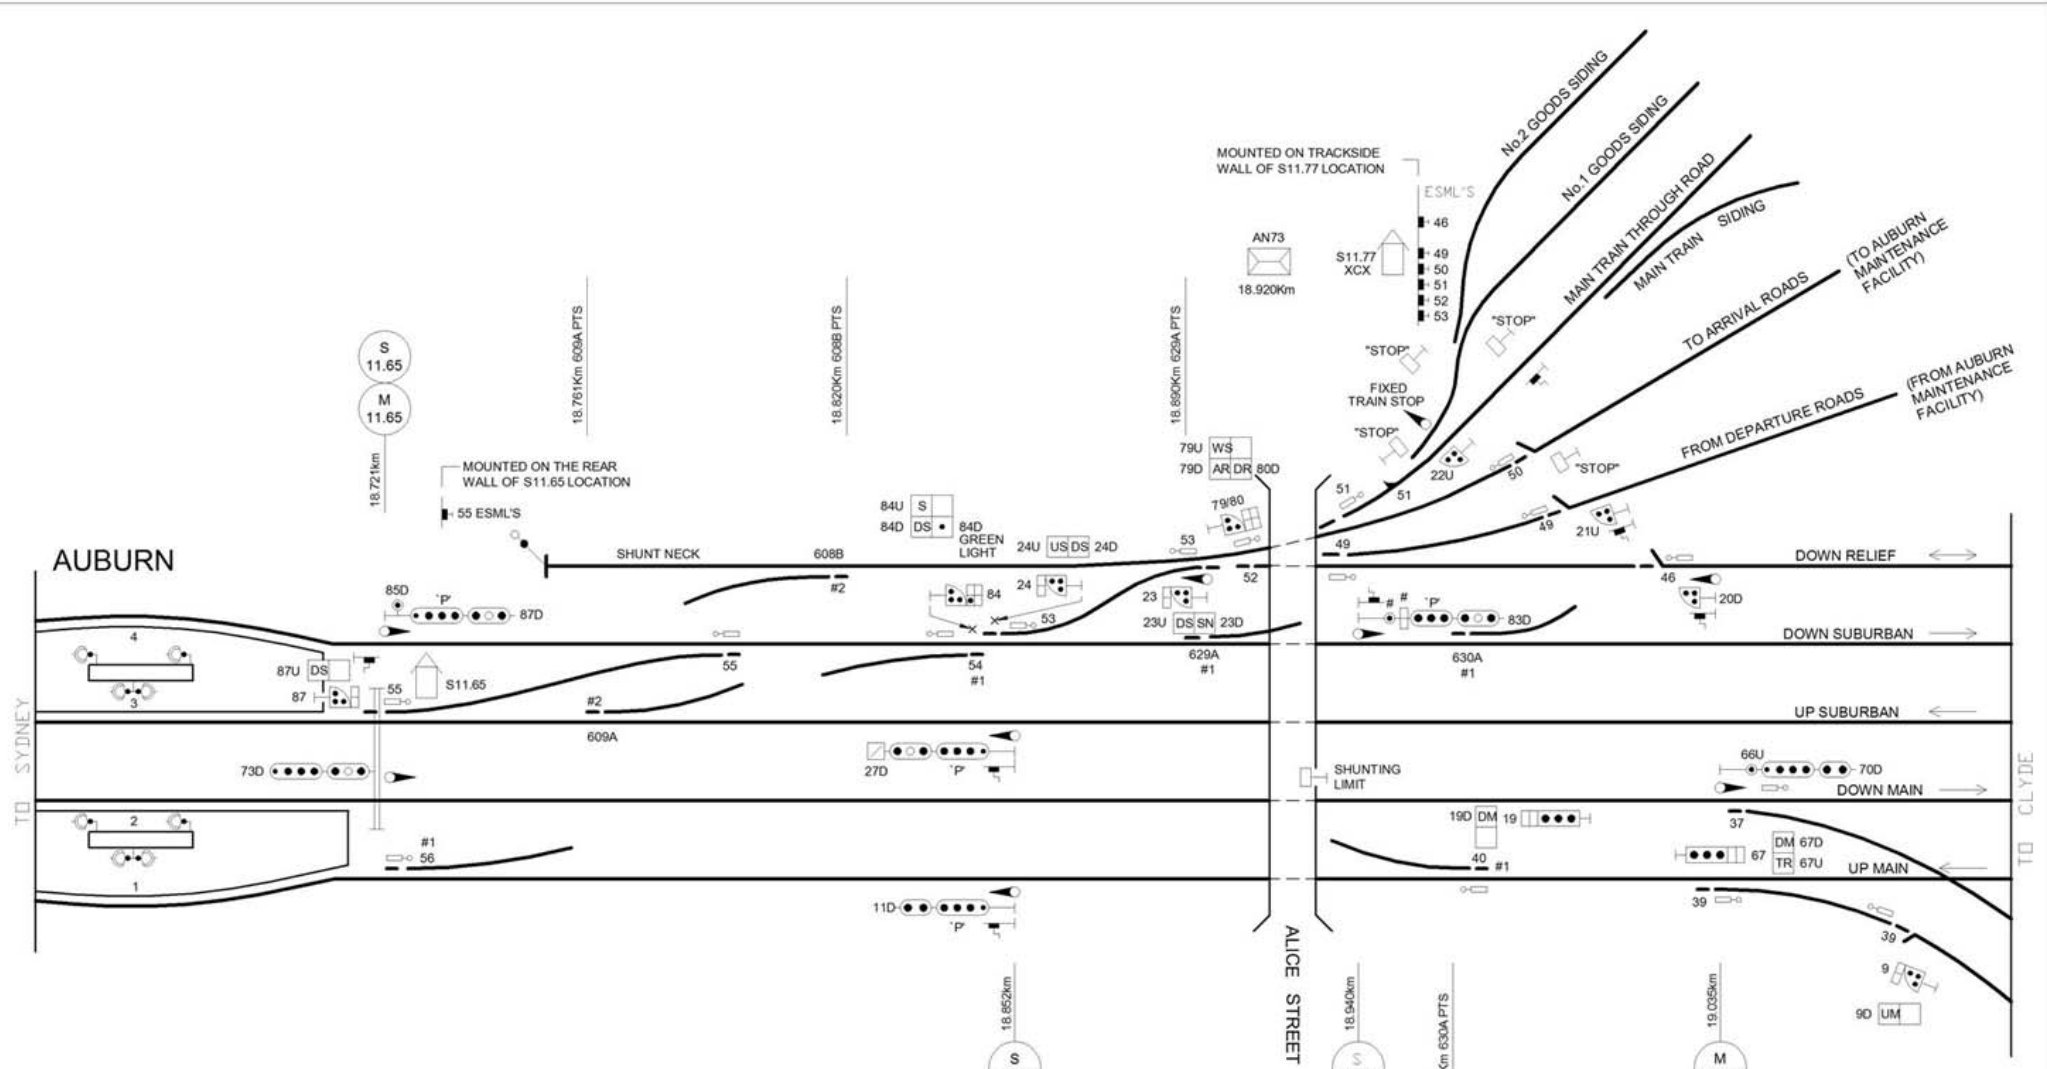 No.2 GOODS SIDING
No.1 GOODS SIDING
MAIN TRAIN THROUGH ROAD
MAIN TRAIN SIDING
TO ARRIVAL ROADS
(TO AUBURN
MAINTENANCE
FACILITY)
FROM DEPARTURE ROADS
(FROM AUBURN
MAINTENANCE
FACILITY)
MOUNTED ON TRACKSIDE
WALL OF S11.77 LOCATION
ESML'S
46
49
50
51
52
53
AN73
18.920Km
S11.77
XCX
"STOP"
"STOP"
FIXED
TRAIN STOP
"STOP"
"STOP"
S
11.65
M
11.65
18.721km
18.761Km 609A PTS
18.820Km 608B PTS
18.890Km 629A PTS
MOUNTED ON THE REAR
WALL OF S11.65 LOCATION
55 ESML'S
79U WS
79D AR DR 80D
79/80
84U S
84D DS 84D
GREEN
LIGHT
24U US DS 24D
53
51
51
22U
50
49
21U
49
AUBURN
SHUNT NECK
608B
#2
52
46
DOWN RELIEF
85D
'P'
87D
84
24
23
53
23U DS SN 23D
# # 'P'
83D
20D
DOWN SUBURBAN
4
87U DS
87
55
S11.65
55
54
#1
629A
#1
630A
#1
3
#2
609A
UP SUBURBAN
73D
27D
'P'
SHUNTING
LIMIT
66U
70D
DOWN MAIN
2
19D DM 19
37
#1
56
40
#1
67
DM 67D
TR 67U
UP MAIN
1
11D
'P'
39
39
9
9D UM
TO SYDNEY
TO CLYDE
ALICE STREET
18.852km
S
18.940km
S
Km 630A PTS
19.035km
M